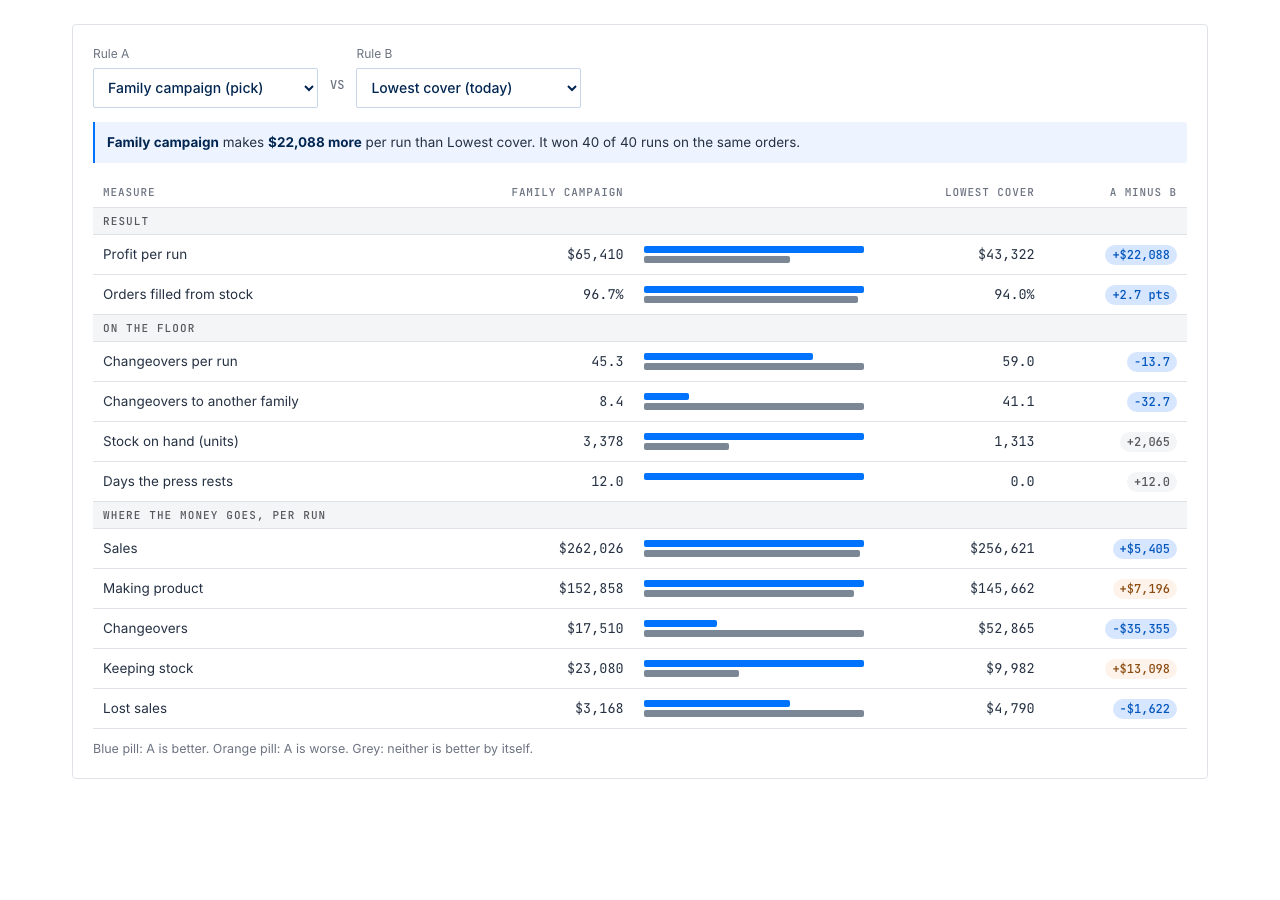 Rule A Rule B
Family campaign (pick) VS Lowest cover (today)
Family campaign makes $22,088 more per run than Lowest cover. It won 40 of 40 runs on the same orders.
MEASURE FAMILY CAMPAIGN LOWEST COVER A MINUS B
RESULT
Profit per run $65,410 $43,322 +$22,088
Orders filled from stock 96.7% 94.0% +2.7 pts
ON THE FLOOR
Changeovers per run 45.3 59.0 -13.7
Changeovers to another family 8.4 41.1 -32.7
Stock on hand (units) 3,378 1,313 +2,065
Days the press rests 12.0 0.0 +12.0
WHERE THE MONEY GOES, PER RUN
Sales $262,026 $256,621 +$5,405
Making product $152,858 $145,662 +$7,196
Changeovers $17,510 $52,865 -$35,355
Keeping stock $23,080 $9,982 +$13,098
Lost sales $3,168 $4,790 -$1,622
Blue pill: A is better. Orange pill: A is worse. Grey: neither is better by itself.